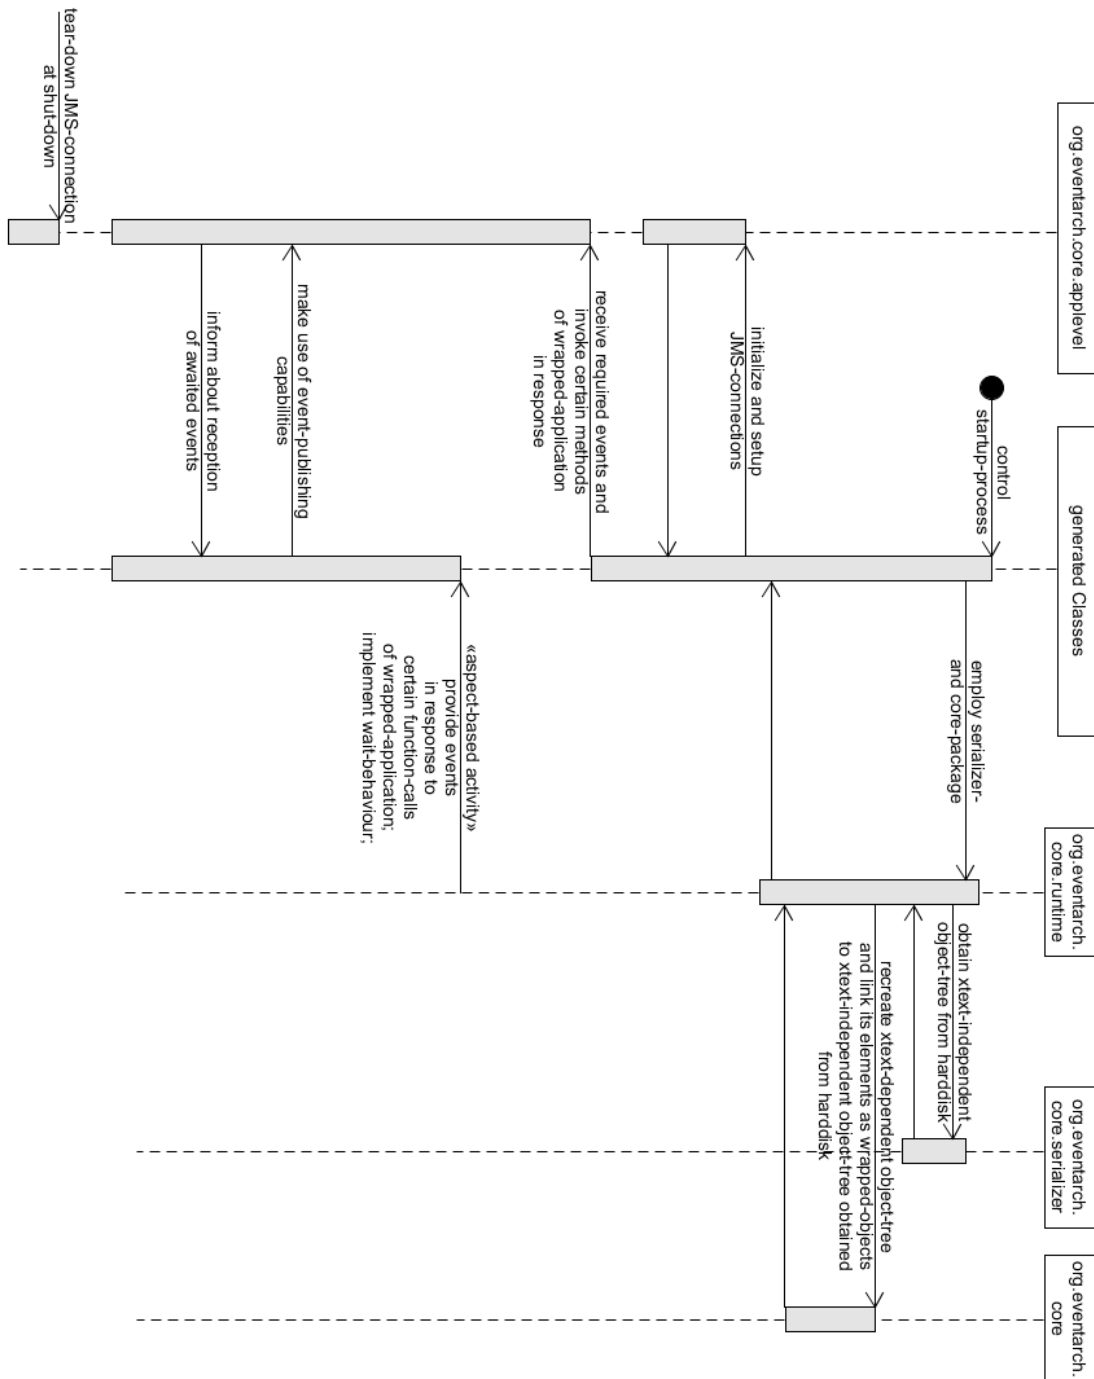 org.eventarch.core.applevel
generated Classes
org.eventarch.
core.runtime
org.eventarch.
core.serializer
org.eventarch.
core
control
startup-process
employ serializer-
and core-package
obtain xtext-independent
object-tree from harddisk
recreate xtext-dependent object-tree
and link its elements as wrapped-objects
to xtext-independent object-tree obtained
from harddisk
initialize and setup
JMS-connections
receive required events and
invoke certain methods
of wrapped-application
in response
«aspect-based activity»
provide events
in response to
certain function-calls
of wrapped-application;
implement wait-behaviour;
make use of event-publishing
capabilities
inform about reception
of awaited events
tear-down JMS-connection
at shut-down